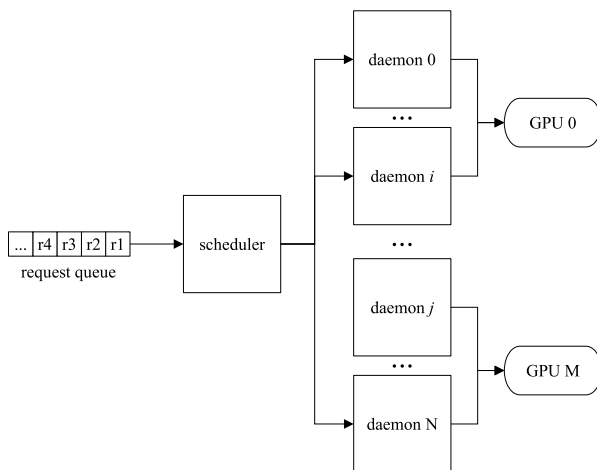 daemon 0
...
GPU 0
daemon i
... r4 r3 r2 r1
scheduler
request queue
...
daemon j
...
GPU M
daemon N